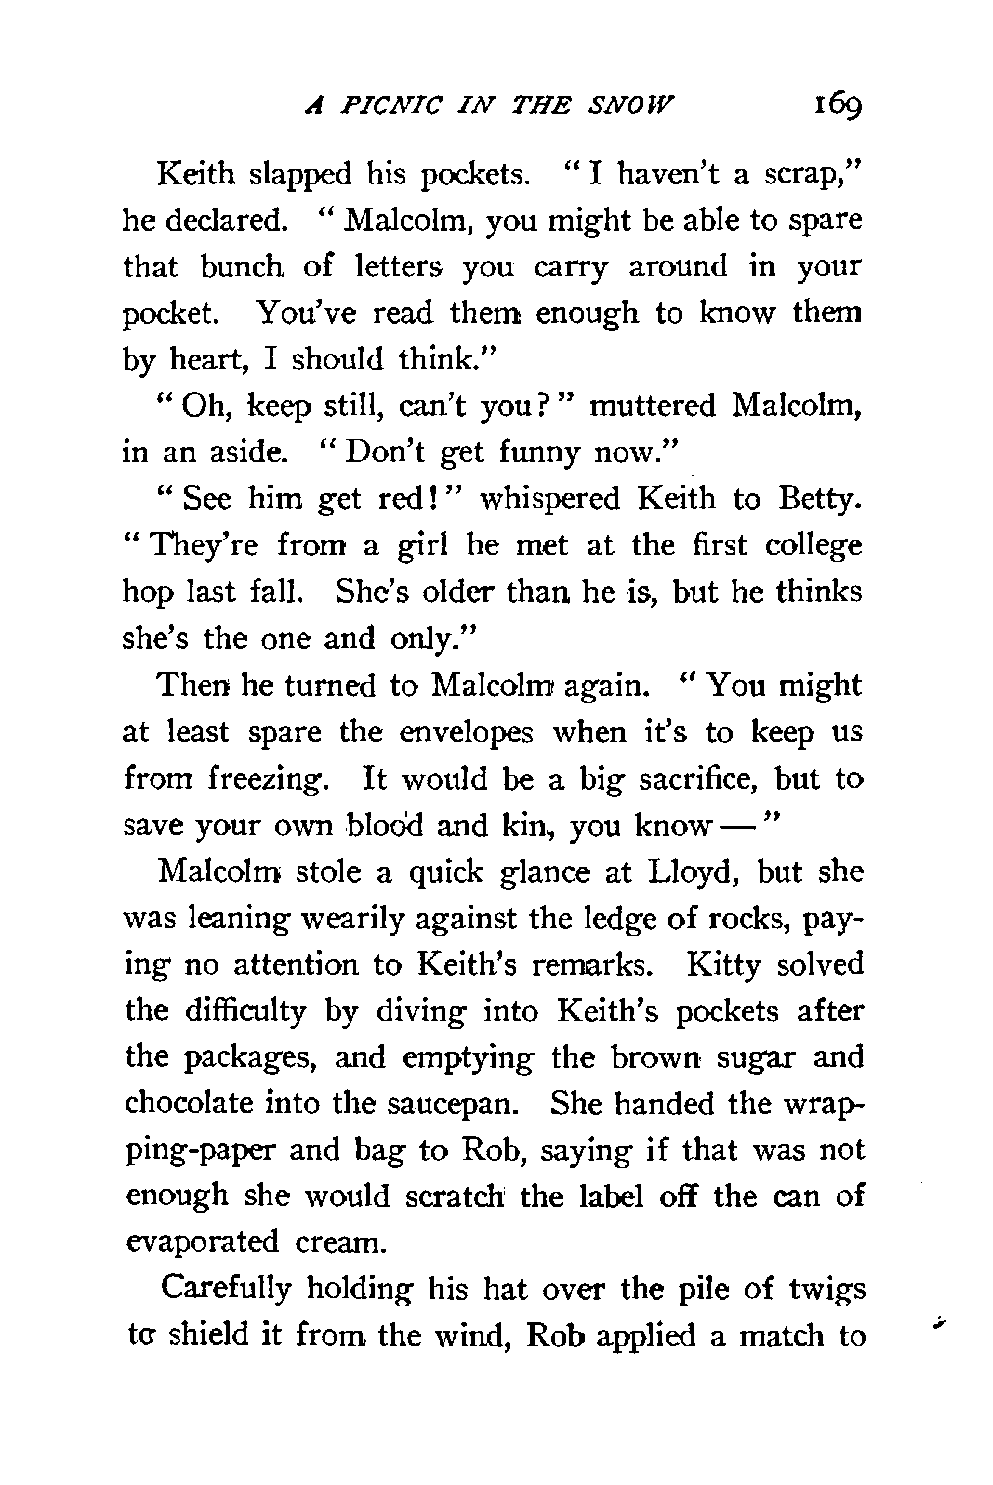 A PICNIC IN THE SNOW 169
Keith slapped his pockets. "I haven't a scrap,"
he declared. "Malcolm, you might be able to spare
that bunch of letters you carry around in your
pocket. You've read them enough to know them
by heart, I should think."
"Oh, keep still, can't you?" muttered Malcolm,
in an aside. "Don't get funny now."
"See him get red!" whispered Keith to Betty.
"They're from a girl he met at the first college
hop last fall. She's older than he is, but he thinks
she's the one and only."
Then he turned to Malcolm again. "You might
at least spare the envelopes when it's to keep us
from freezing. It would be a big sacrifice, but to
save your own blood and kin, you know—"
Malcolm stole a quick glance at Lloyd, but she
was leaning wearily against the ledge of rocks, pay-
ing no attention to Keith's remarks. Kitty solved
the difficulty by diving into Keith's pockets after
the packages, and emptying the brown sugar and
chocolate into the saucepan. She handed the wrap-
ping-paper and bag to Rob, saying if that was not
enough she would scratch the label off the can of
evaporated cream.
Carefully holding his hat over the pile of twigs
to shield it from the wind, Rob applied a match to